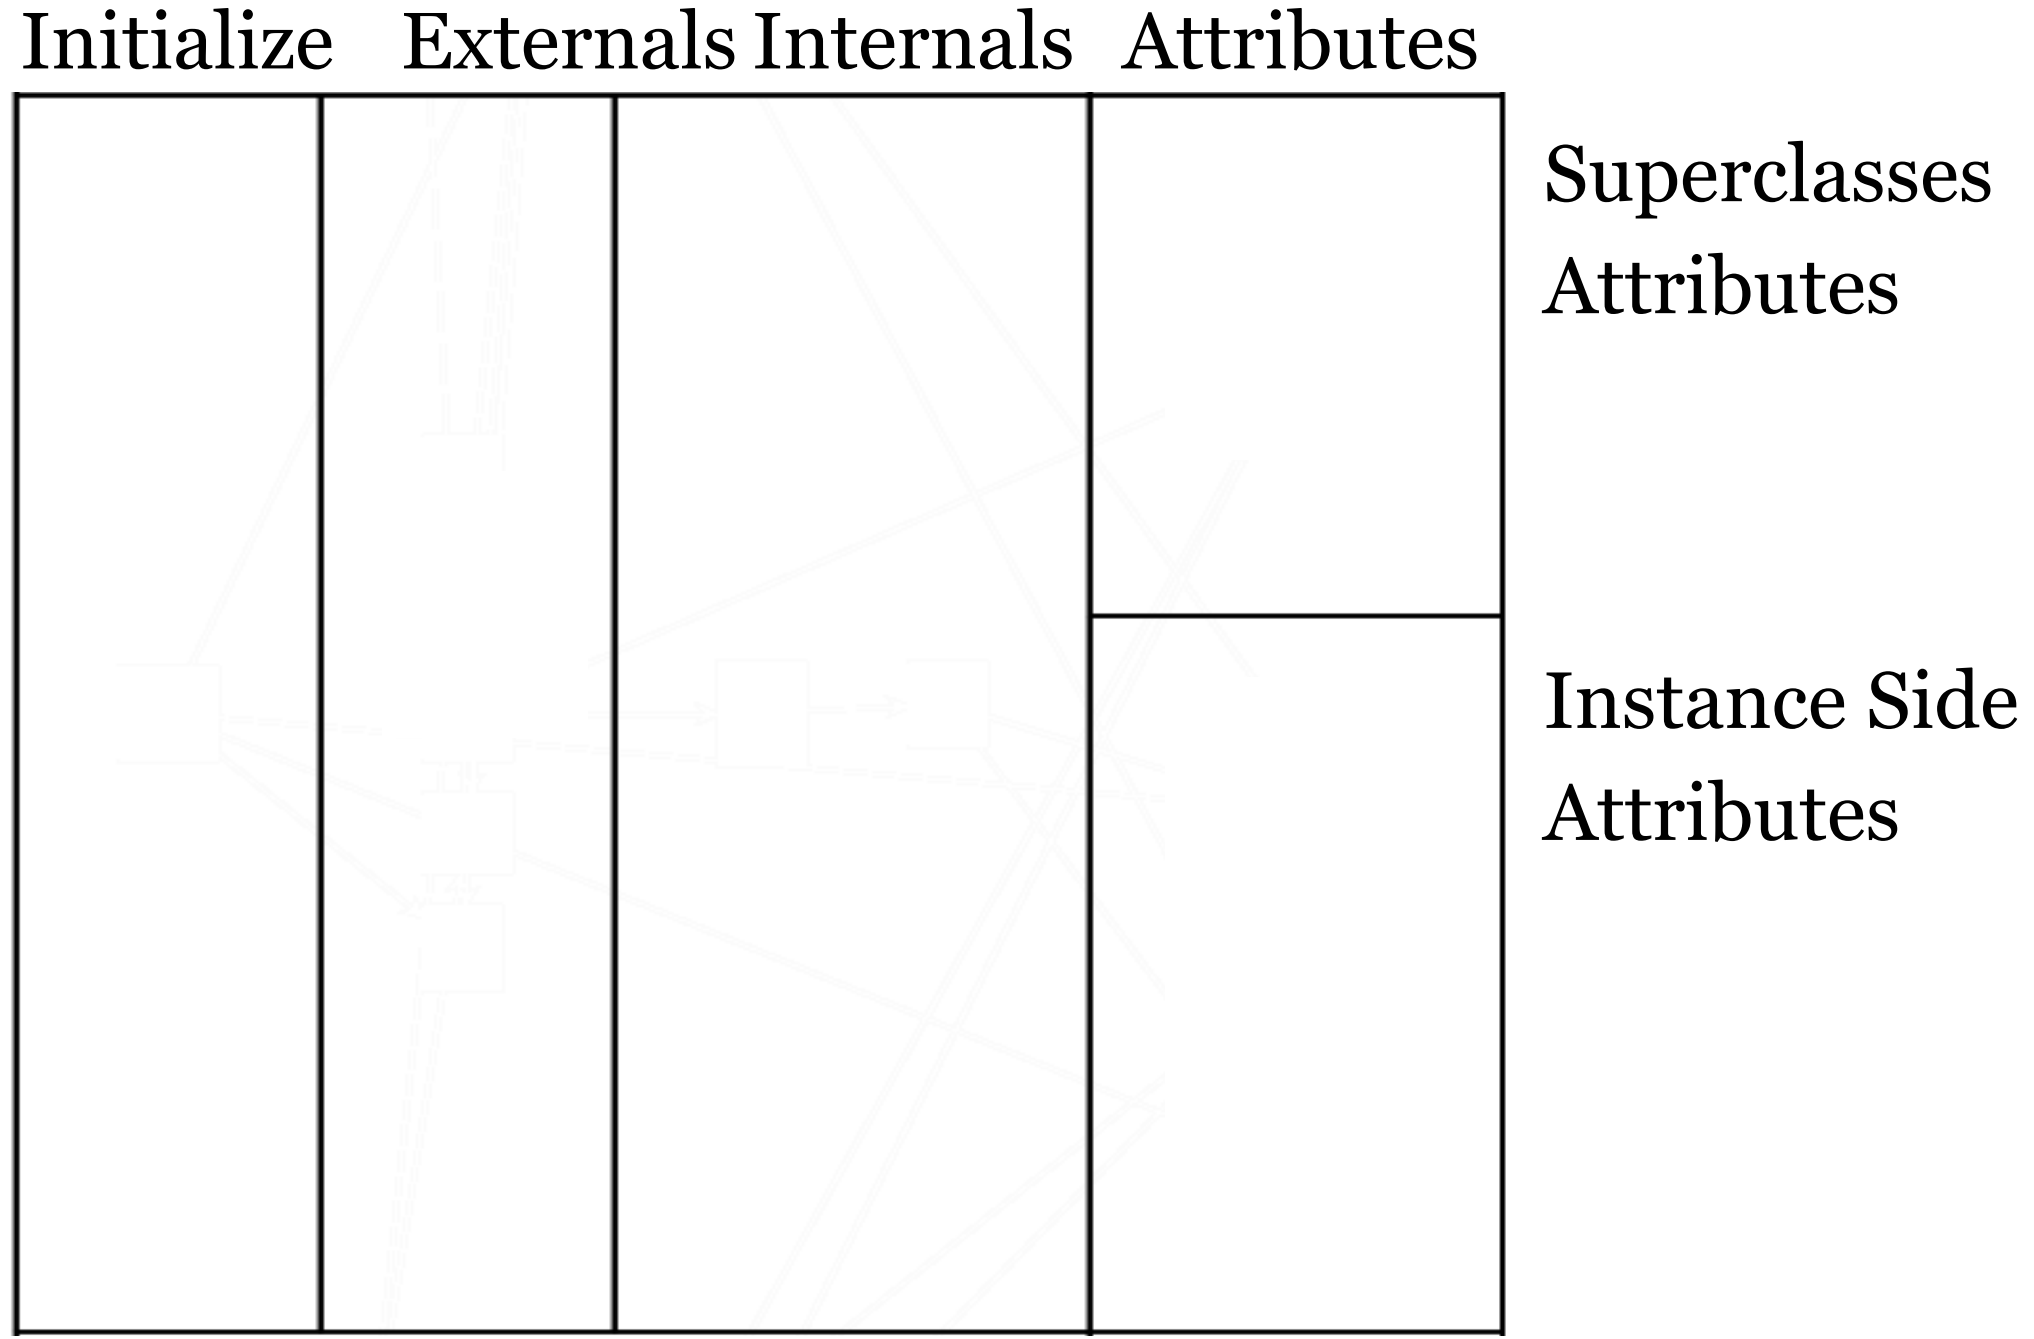 Initialize Externals Internals Attributes
Superclasses
Attributes
Instance Side
Attributes